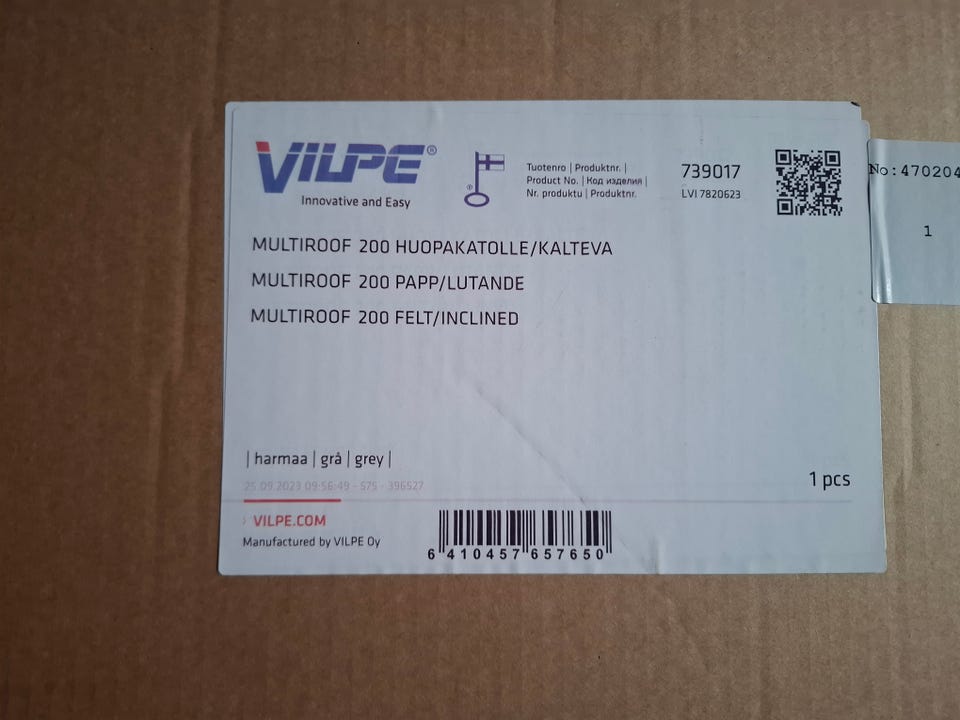 VILPE®
Innovative and Easy
®
Tuotenro | Produktnr. |
Product No. | Код изделия |
Nr. produktu | Produktnr.
739017
LVI 7820623
No:470204
1
MULTIROOF 200 HUOPAKATOLLE/KALTEVA
MULTIROOF 200 PAPP/LUTANDE
MULTIROOF 200 FELT/INCLINED
| harmaa | grå | grey |
25.09.2023 09:56:49 - 575 - 396527
1 pcs
› VILPE.COM
Manufactured by VILPE Oy
6 410457 657650